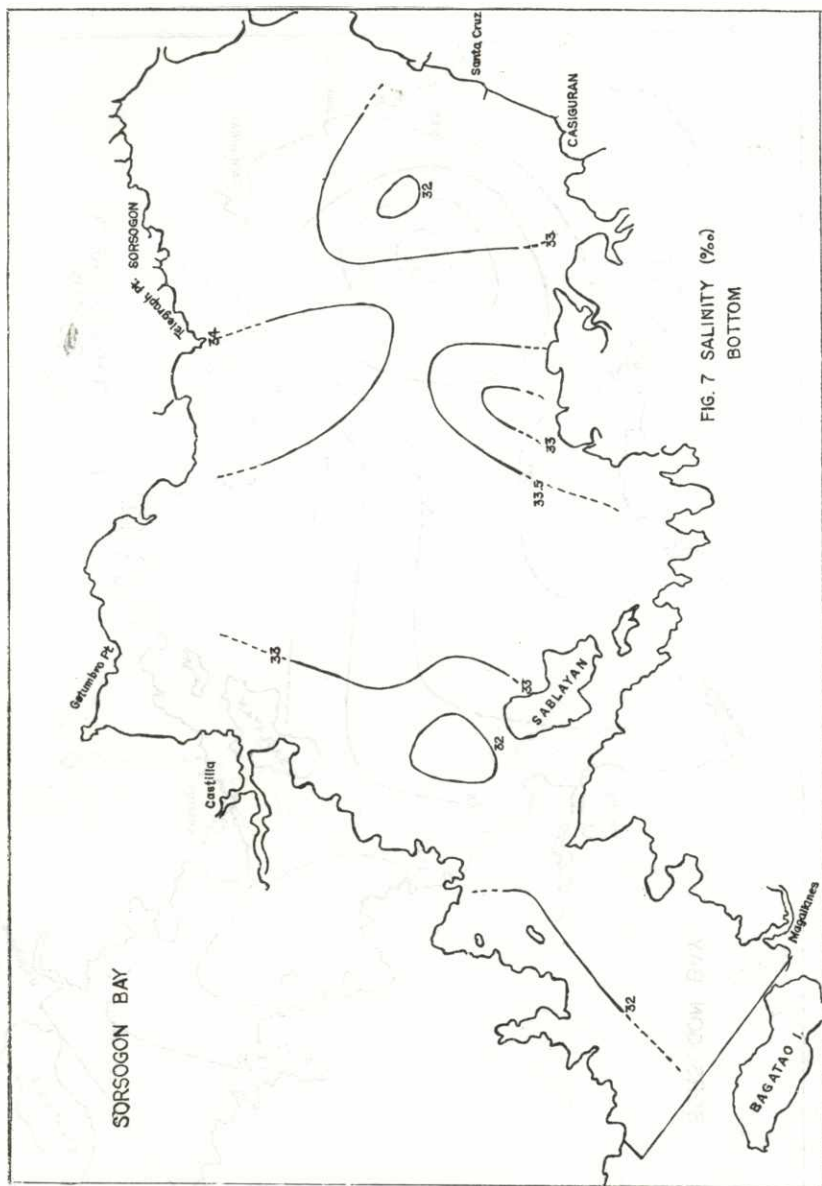 SORSOGON BAY
Gatumbro Pt.
Castilla
Telegraph Pt.
SORSOGON
34
32
33
Santa Cruz
CASIGURAN
33
33.5
33
33
32
SABLAYAN
32
Magallanes
BAGATAO I.
FIG. 7 SALINITY (‰)
BOTTOM